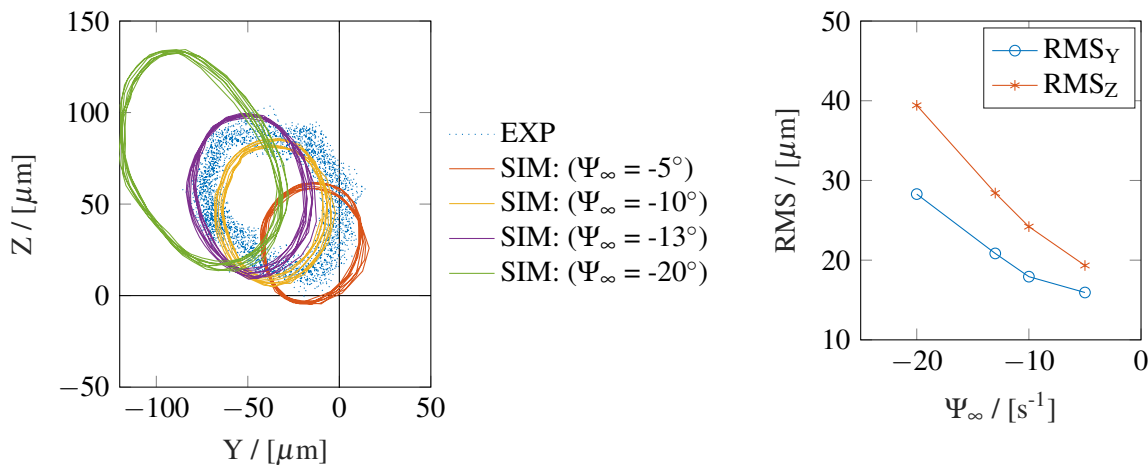 150
100
50
0
−50
−100
−50
0
50
Z / [μm]
Y / [μm]
EXP
SIM: (Ψ∞ = -5°)
SIM: (Ψ∞ = -10°)
SIM: (Ψ∞ = -13°)
SIM: (Ψ∞ = -20°)
50
40
30
20
10
−20
−10
0
RMS / [μm]
Ψ∞ / [s-1]
RMSY
RMSZ